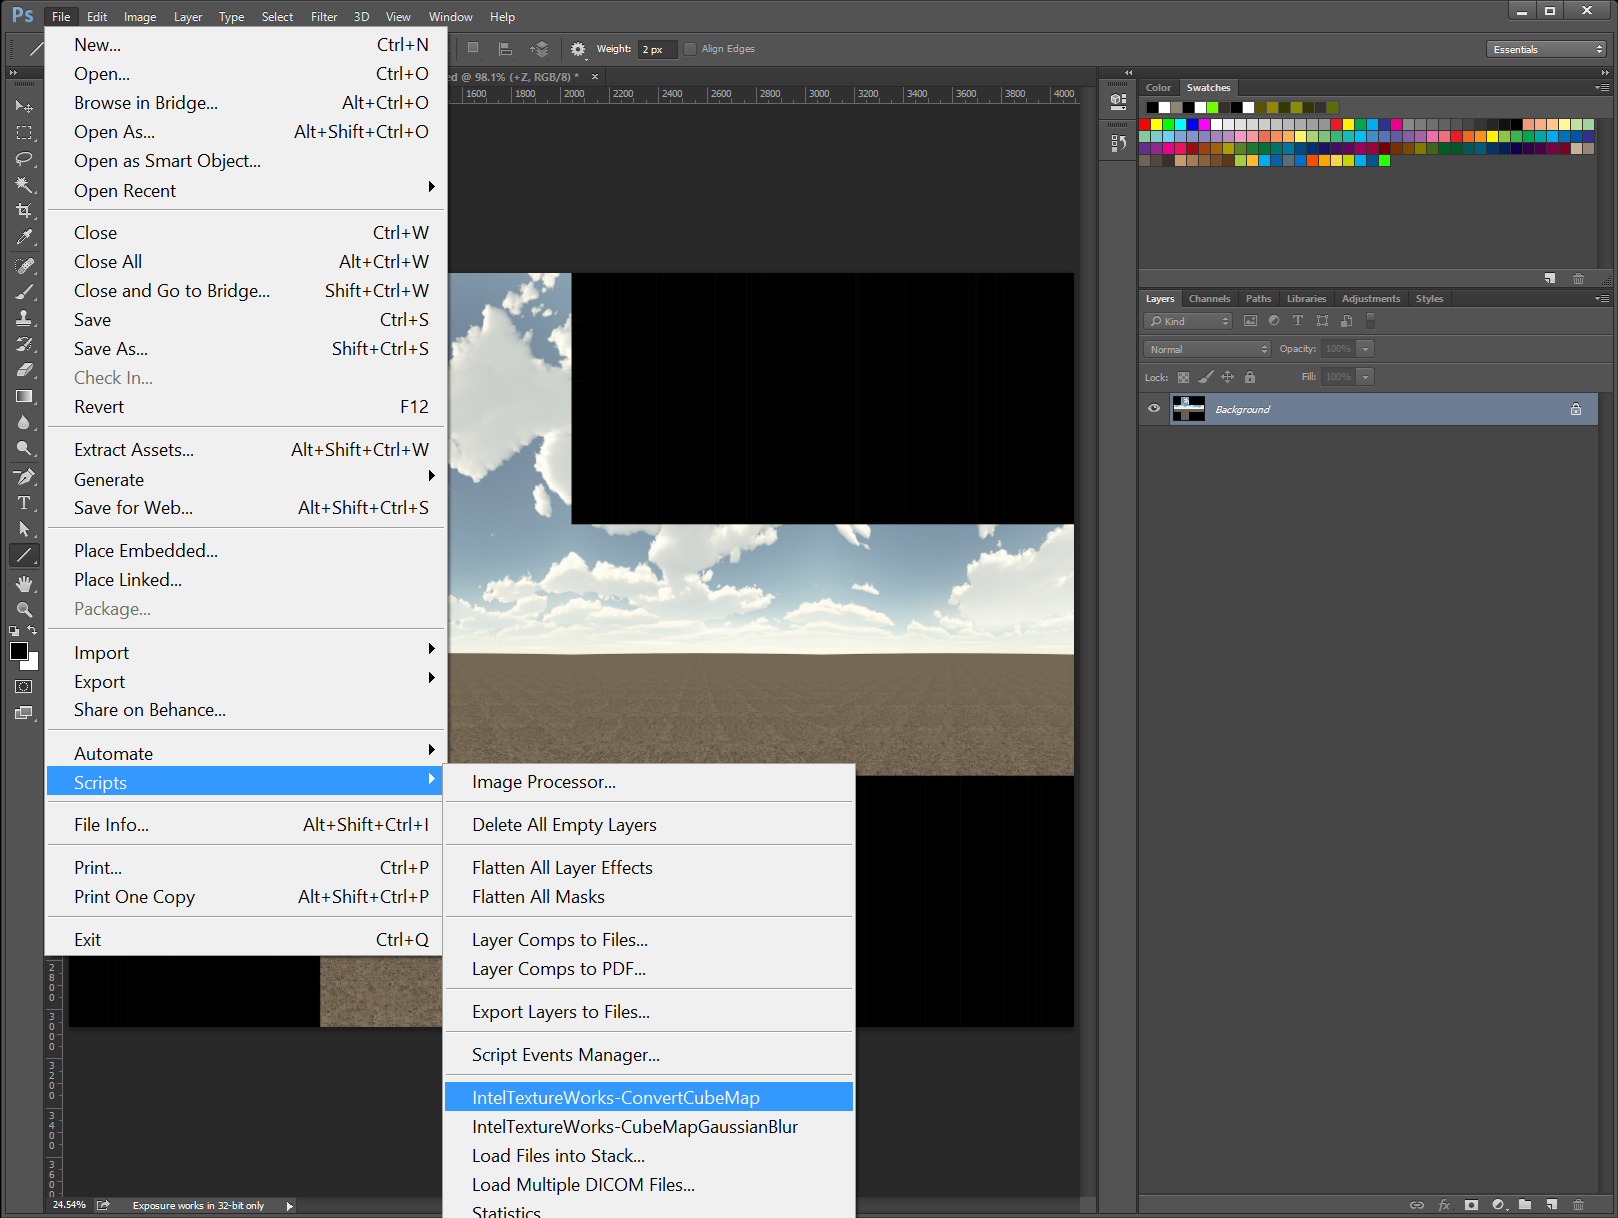 Ps File Edit Image Layer Type Select Filter 3D View Window Help
Weight: 2 px Align Edges Essentials
ed @ 98.1% (+Z, RGB/8) * ×
1600 1800 2000 2200 2400 2600 2800 3000 3200 3400 3600 3800 4000
New... Ctrl+N
Open... Ctrl+O
Browse in Bridge... Alt+Ctrl+O
Open As... Alt+Shift+Ctrl+O
Open as Smart Object...
Open Recent
Close Ctrl+W
Close All Alt+Ctrl+W
Close and Go to Bridge... Shift+Ctrl+W
Save Ctrl+S
Save As... Shift+Ctrl+S
Check In...
Revert F12
Extract Assets... Alt+Shift+Ctrl+W
Generate
Save for Web... Alt+Shift+Ctrl+S
Place Embedded...
Place Linked...
Package...
Import
Export
Share on Behance...
Automate
Scripts
File Info... Alt+Shift+Ctrl+I
Print... Ctrl+P
Print One Copy Alt+Shift+Ctrl+P
Exit Ctrl+Q
Image Processor...
Delete All Empty Layers
Flatten All Layer Effects
Flatten All Masks
Layer Comps to Files...
Layer Comps to PDF...
Export Layers to Files...
Script Events Manager...
IntelTextureWorks-ConvertCubeMap
IntelTextureWorks-CubeMapGaussianBlur
Load Files into Stack...
Load Multiple DICOM Files...
Statistics
Color Swatches
Layers Channels Paths Libraries Adjustments Styles
Kind
Normal Opacity: 100%
Lock: Fill: 100%
Background
2800
3000
3200
3400
3600
24.54% Exposure works in 32-bit only
fx